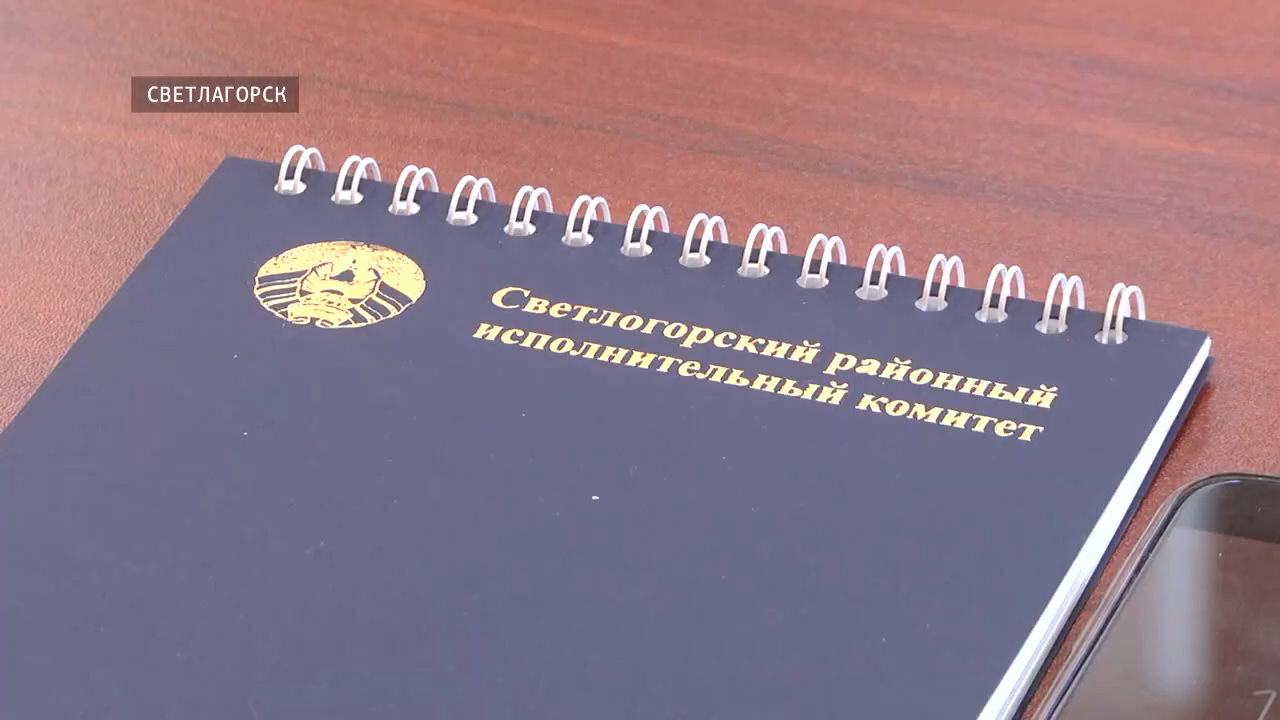 СВЕТЛАГОРСК
Светлогорский районный
исполнительный комитет